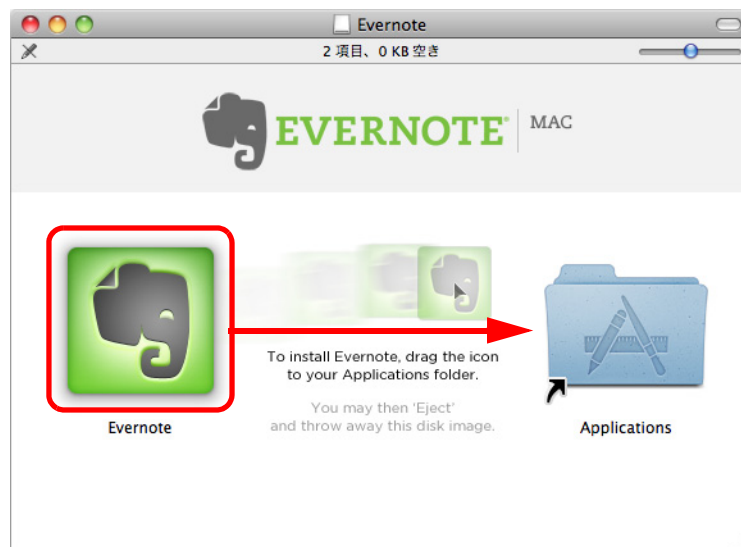 Evernote
2 項目、0 KB 空き
EVERNOTE® MAC
To install Evernote, drag the icon
to your Applications folder.
You may then ‘Eject’
and throw away this disk image.
Evernote
Applications